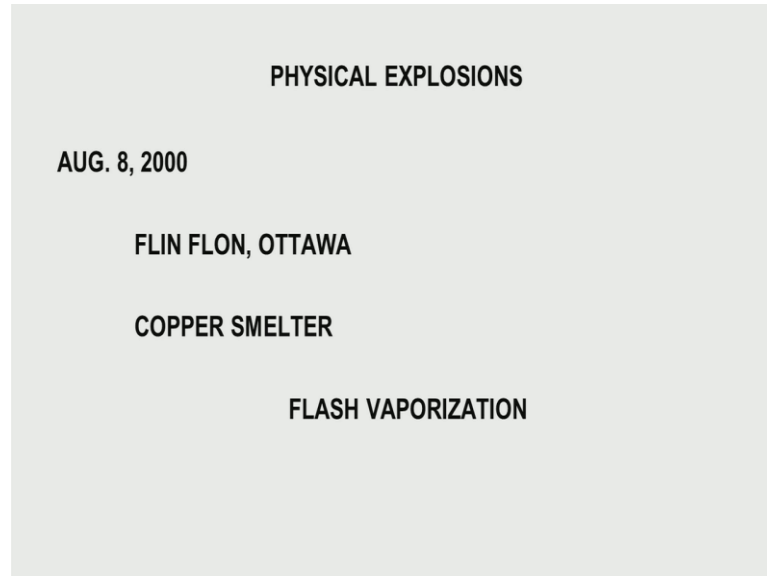 PHYSICAL EXPLOSIONS
AUG. 8, 2000
FLIN FLON, OTTAWA
COPPER SMELTER
FLASH VAPORIZATION